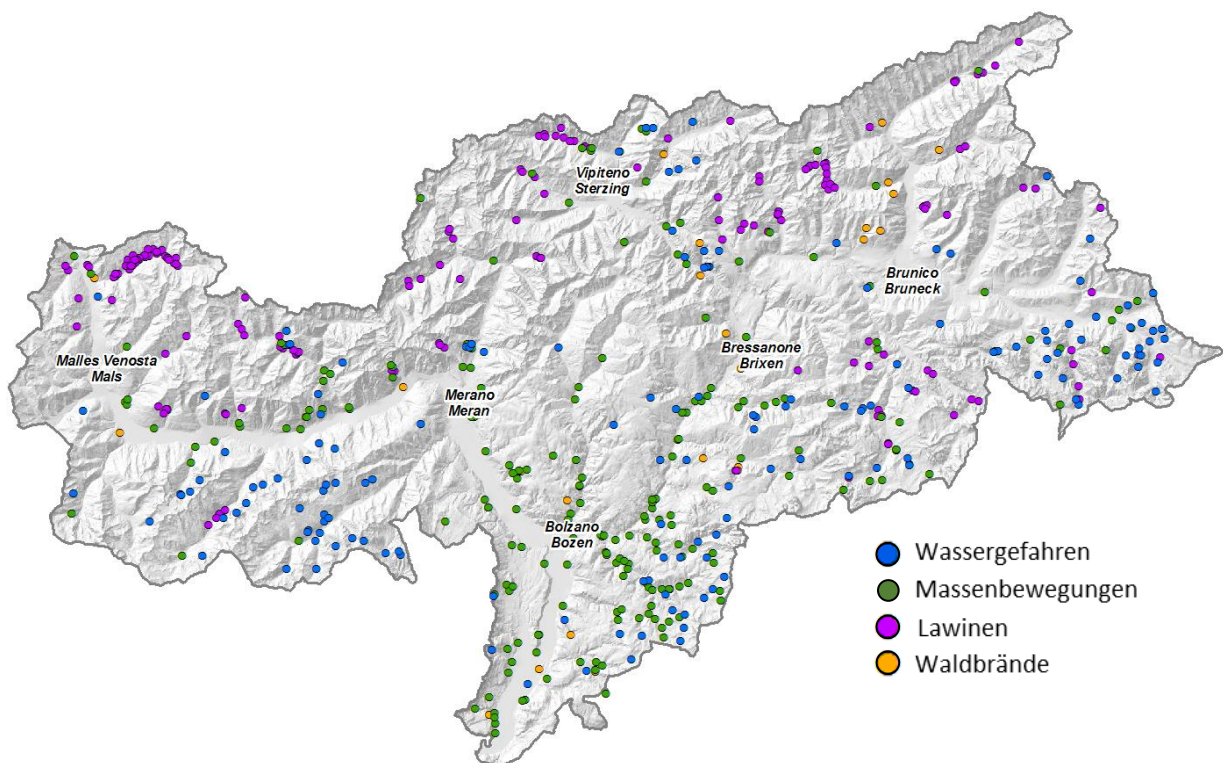 Vipiteno
Sterzing
Brunico
Bruneck
Bressanone
Brixen
Malles Venosta
Mals
Merano
Meran
Bolzano
Bozen
Wassergefahren
Massenbewegungen
Lawinen
Waldbrände